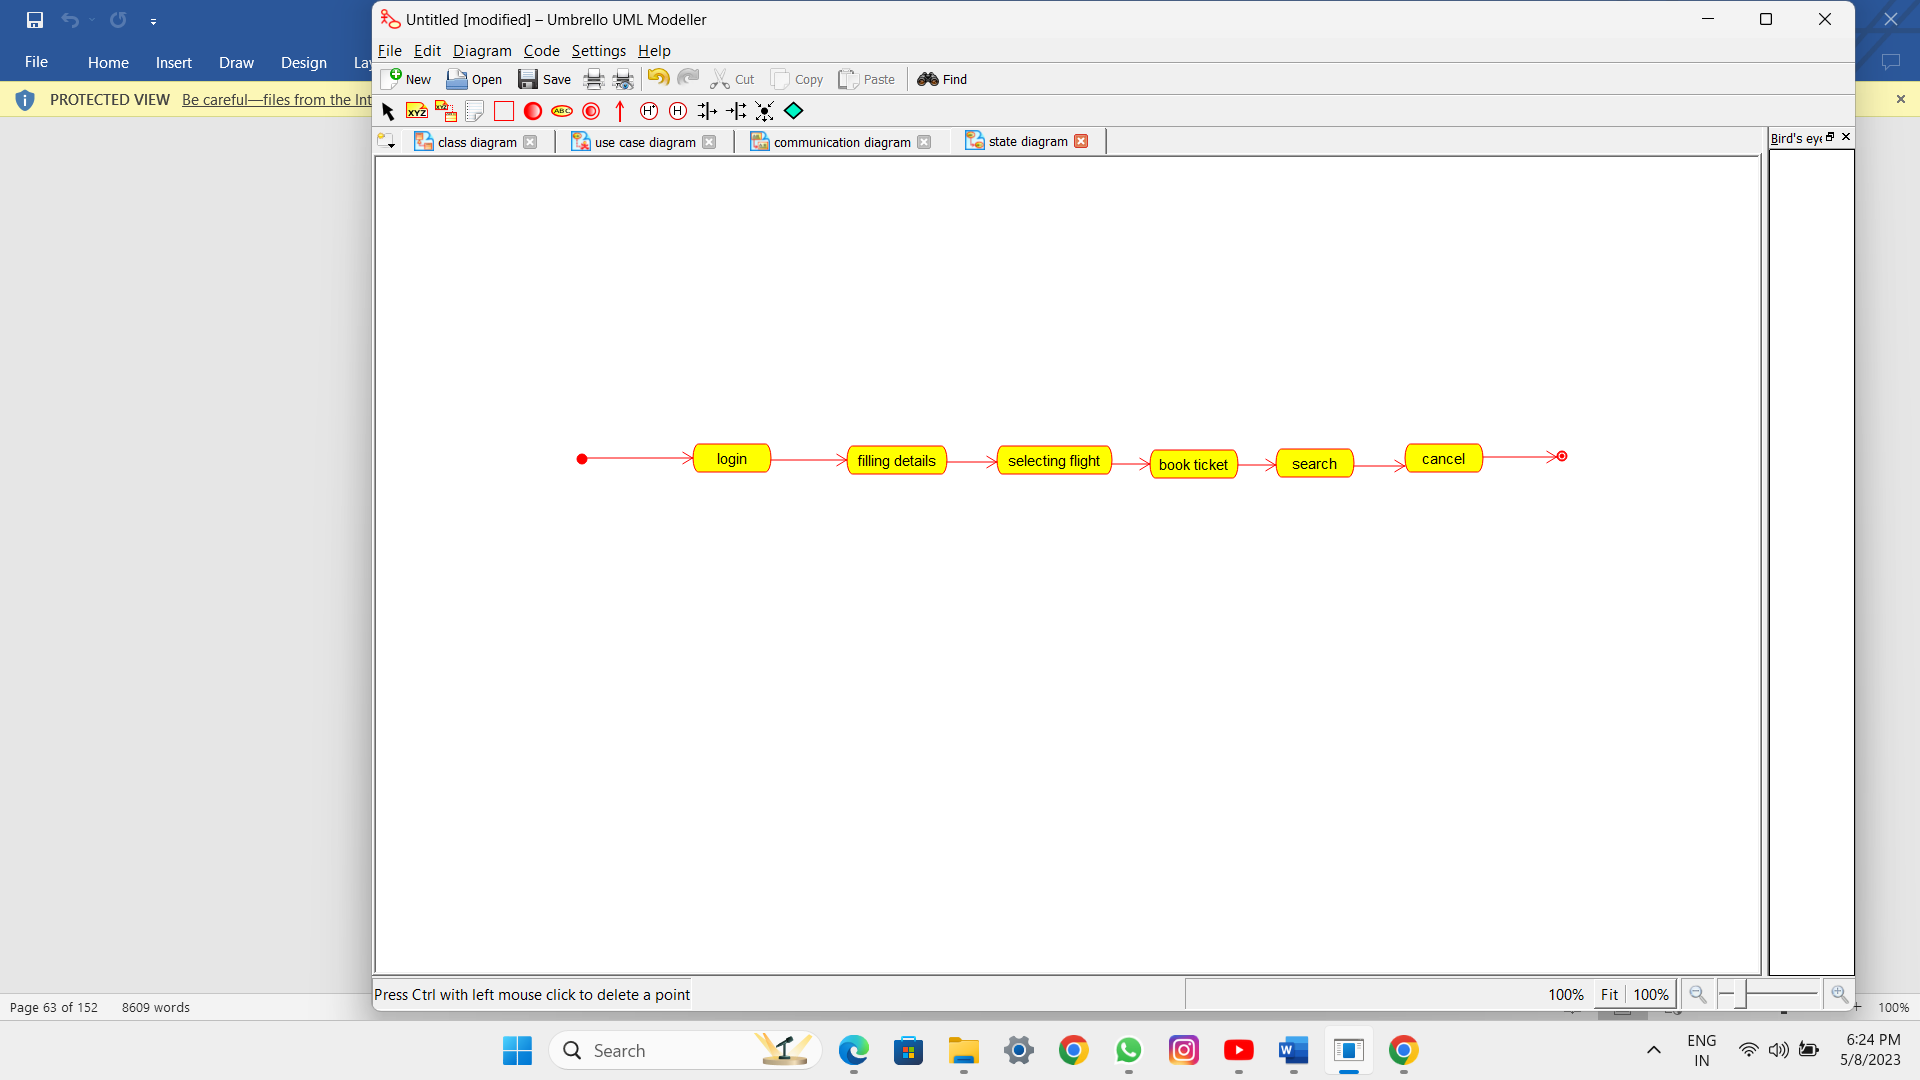 Untitled [modified] – Umbrello UML Modeller
File Edit Diagram Code Settings Help
File Home Insert Draw Design
New Open Save Cut Copy Paste Find
PROTECTED VIEW Be careful—files from the
XYZ XYZ ABC H* H
class diagram use case diagram communication diagram state diagram
Bird's
login filling details selecting flight book ticket search cancel
Press Ctrl with left mouse click to delete a point 100% Fit 100%
Page 63 of 152 8609 words 100%
Search
ENG
IN
6:24 PM
5/8/2023